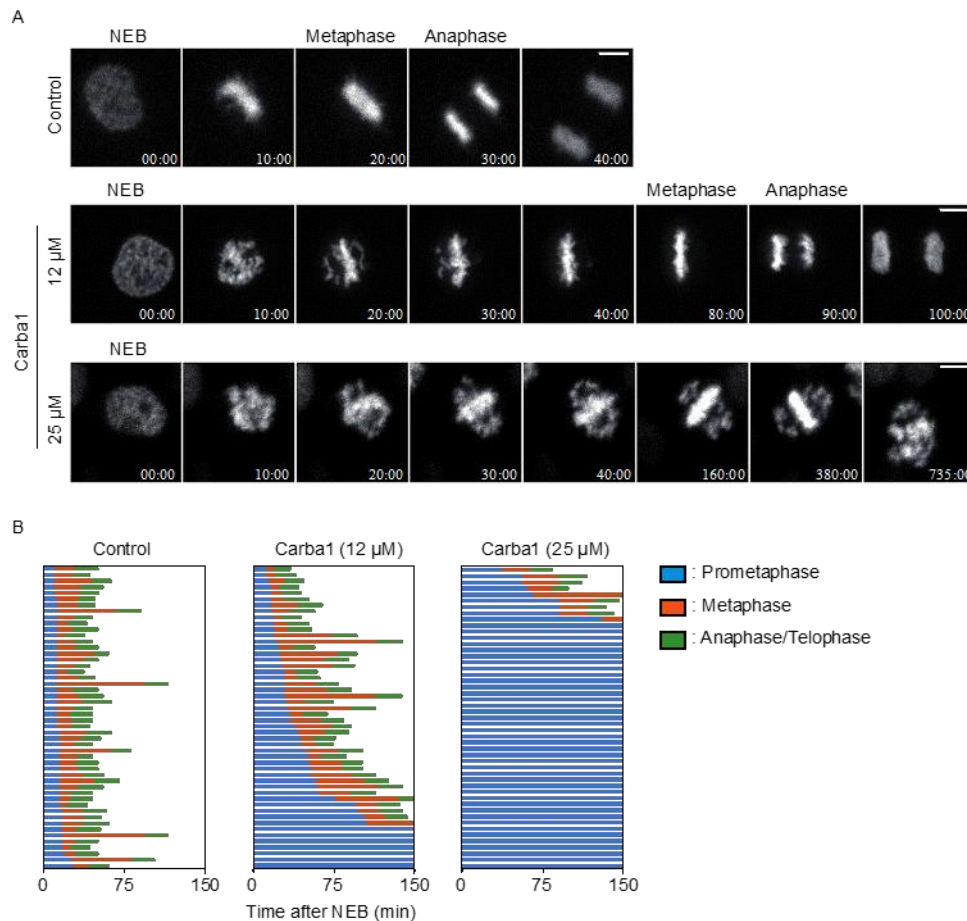 A
NEB Metaphase Anaphase
Control
00:00 10:00 20:00 30:00 40:00
NEB Metaphase Anaphase
Carba1
12 µM
00:00 10:00 20:00 30:00 40:00 80:00 90:00 100:00
NEB
25 µM
00:00 10:00 20:00 30:00 40:00 160:00 380:00 735:00
B
Control Carba1 (12 µM) Carba1 (25 µM)
: Prometaphase
: Metaphase
: Anaphase/Telophase
0 75 150 0 75 150 0 75 150
Time after NEB (min)